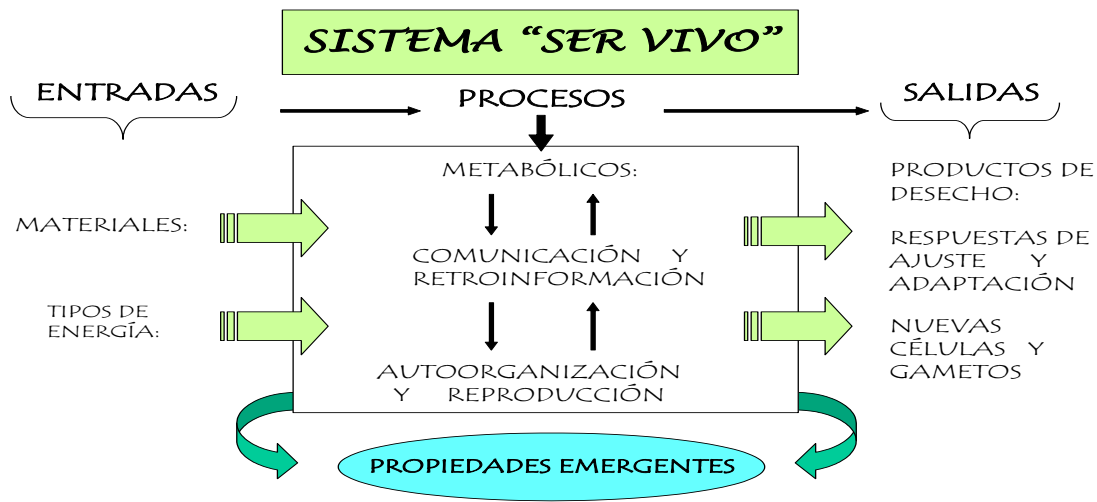 SISTEMA “SER VIVO”
ENTRADAS
PROCESOS
SALIDAS
MATERIALES:
TIPOS DE
ENERGÍA:
METABÓLICOS:
COMUNICACIÓN Y
RETROINFORMACIÓN
AUTOORGANIZACIÓN
Y REPRODUCCIÓN
PRODUCTOS DE
DESECHO:
RESPUESTAS DE
AJUSTE Y
ADAPTACIÓN
NUEVAS
CÉLULAS Y
GAMETOS
PROPIEDADES EMERGENTES